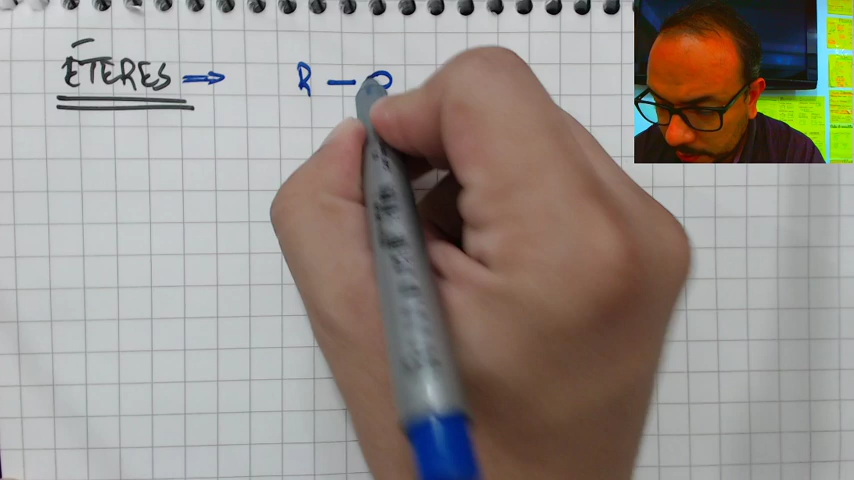 ÉTERES ⇒ R – O